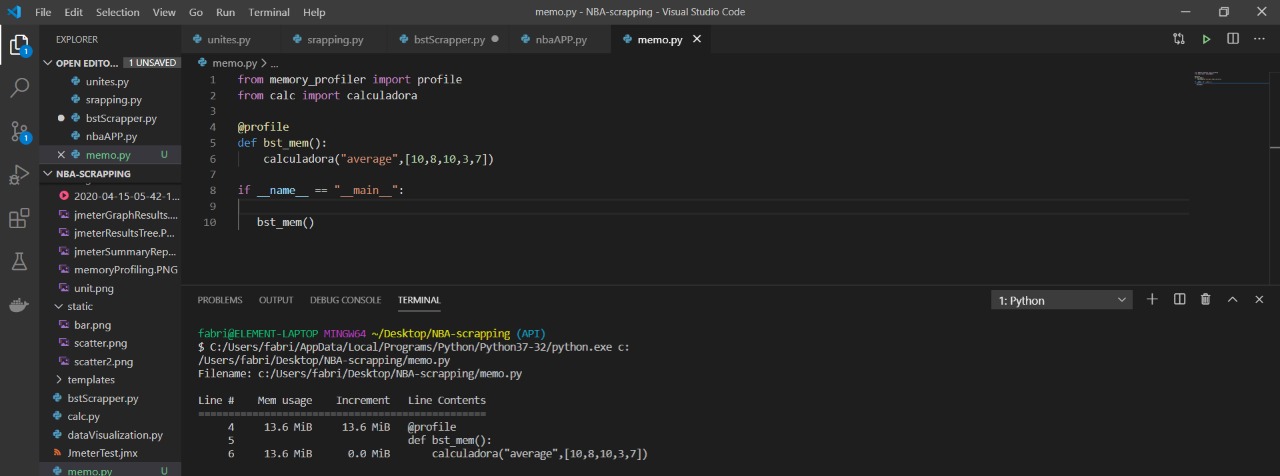 File Edit Selection View Go Run Terminal Help
memo.py - NBA-scrapping - Visual Studio Code
EXPLORER
unites.py
srapping.py
bstScrapper.py
nbaAPP.py
memo.py
OPEN EDITO... 1 UNSAVED
unites.py
srapping.py
bstScrapper.py
nbaAPP.py
memo.py U
NBA-SCRAPPING
2020-04-15-05-42-1...
jmeterGraphResults....
jmeterResultsTree.P...
jmeterSummaryRep...
memoryProfiling.PNG
unit.png
static
bar.png
scatter.png
scatter2.png
templates
bstScrapper.py
calc.py
dataVisualization.py
JmeterTest.jmx
memo.py U
1
1
memo.py > ...
1 from memory_profiler import profile
2 from calc import calculadora
3
4 @profile
5 def bst_mem():
6 calculadora("average",[10,8,10,3,7])
7
8 if __name__ == "__main__":
9
10 bst_mem()
PROBLEMS OUTPUT DEBUG CONSOLE TERMINAL
1: Python
fabri@ELEMENT-LAPTOP MINGW64 ~/Desktop/NBA-scrapping (API)
$ C:/Users/fabri/AppData/Local/Programs/Python/Python37-32/python.exe c:
/Users/fabri/Desktop/NBA-scrapping/memo.py
Filename: c:/Users/fabri/Desktop/NBA-scrapping/memo.py
Line # Mem usage Increment Line Contents
================================================
4 13.6 MiB 13.6 MiB @profile
5 def bst_mem():
6 13.6 MiB 0.0 MiB calculadora("average",[10,8,10,3,7])